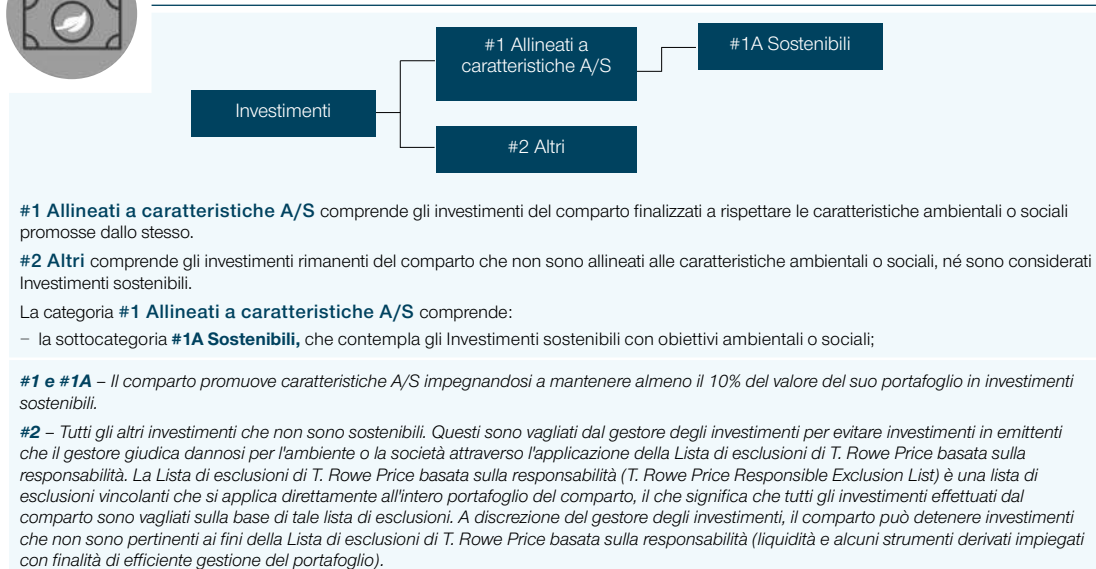 #1 Allineati a
caratteristiche A/S
#1A Sostenibili
Investimenti
#2 Altri
#1 Allineati a caratteristiche A/S comprende gli investimenti del comparto finalizzati a rispettare le caratteristiche ambientali o sociali
promosse dallo stesso.
#2 Altri comprende gli investimenti rimanenti del comparto che non sono allineati alle caratteristiche ambientali o sociali, né sono considerati
Investimenti sostenibili.
La categoria #1 Allineati a caratteristiche A/S comprende:
– la sottocategoria #1A Sostenibili, che contempla gli Investimenti sostenibili con obiettivi ambientali o sociali;
#1 e #1A – Il comparto promuove caratteristiche A/S impegnandosi a mantenere almeno il 10% del valore del suo portafoglio in investimenti
sostenibili.
#2 – Tutti gli altri investimenti che non sono sostenibili. Questi sono vagliati dal gestore degli investimenti per evitare investimenti in emittenti
che il gestore giudica dannosi per l'ambiente o la società attraverso l'applicazione della Lista di esclusioni di T. Rowe Price basata sulla
responsabilità. La Lista di esclusioni di T. Rowe Price basata sulla responsabilità (T. Rowe Price Responsible Exclusion List) è una lista di
esclusioni vincolanti che si applica direttamente all'intero portafoglio del comparto, il che significa che tutti gli investimenti effettuati dal
comparto sono vagliati sulla base di tale lista di esclusioni. A discrezione del gestore degli investimenti, il comparto può detenere investimenti
che non sono pertinenti ai fini della Lista di esclusioni di T. Rowe Price basata sulla responsabilità (liquidità e alcuni strumenti derivati impiegati
con finalità di efficiente gestione del portafoglio).